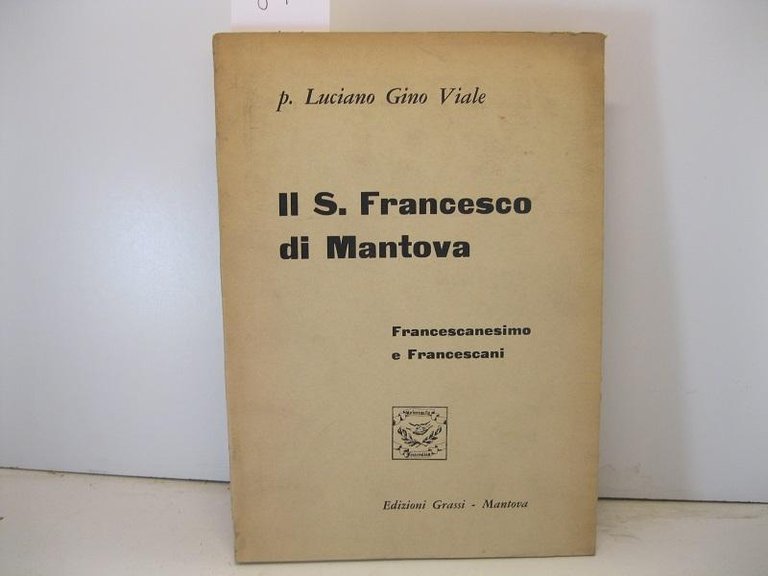 p. Luciano Gino Viale
Il S. Francesco
di Mantova
Francescanesimo
e Francescani
Edizioni Grassi - Mantova